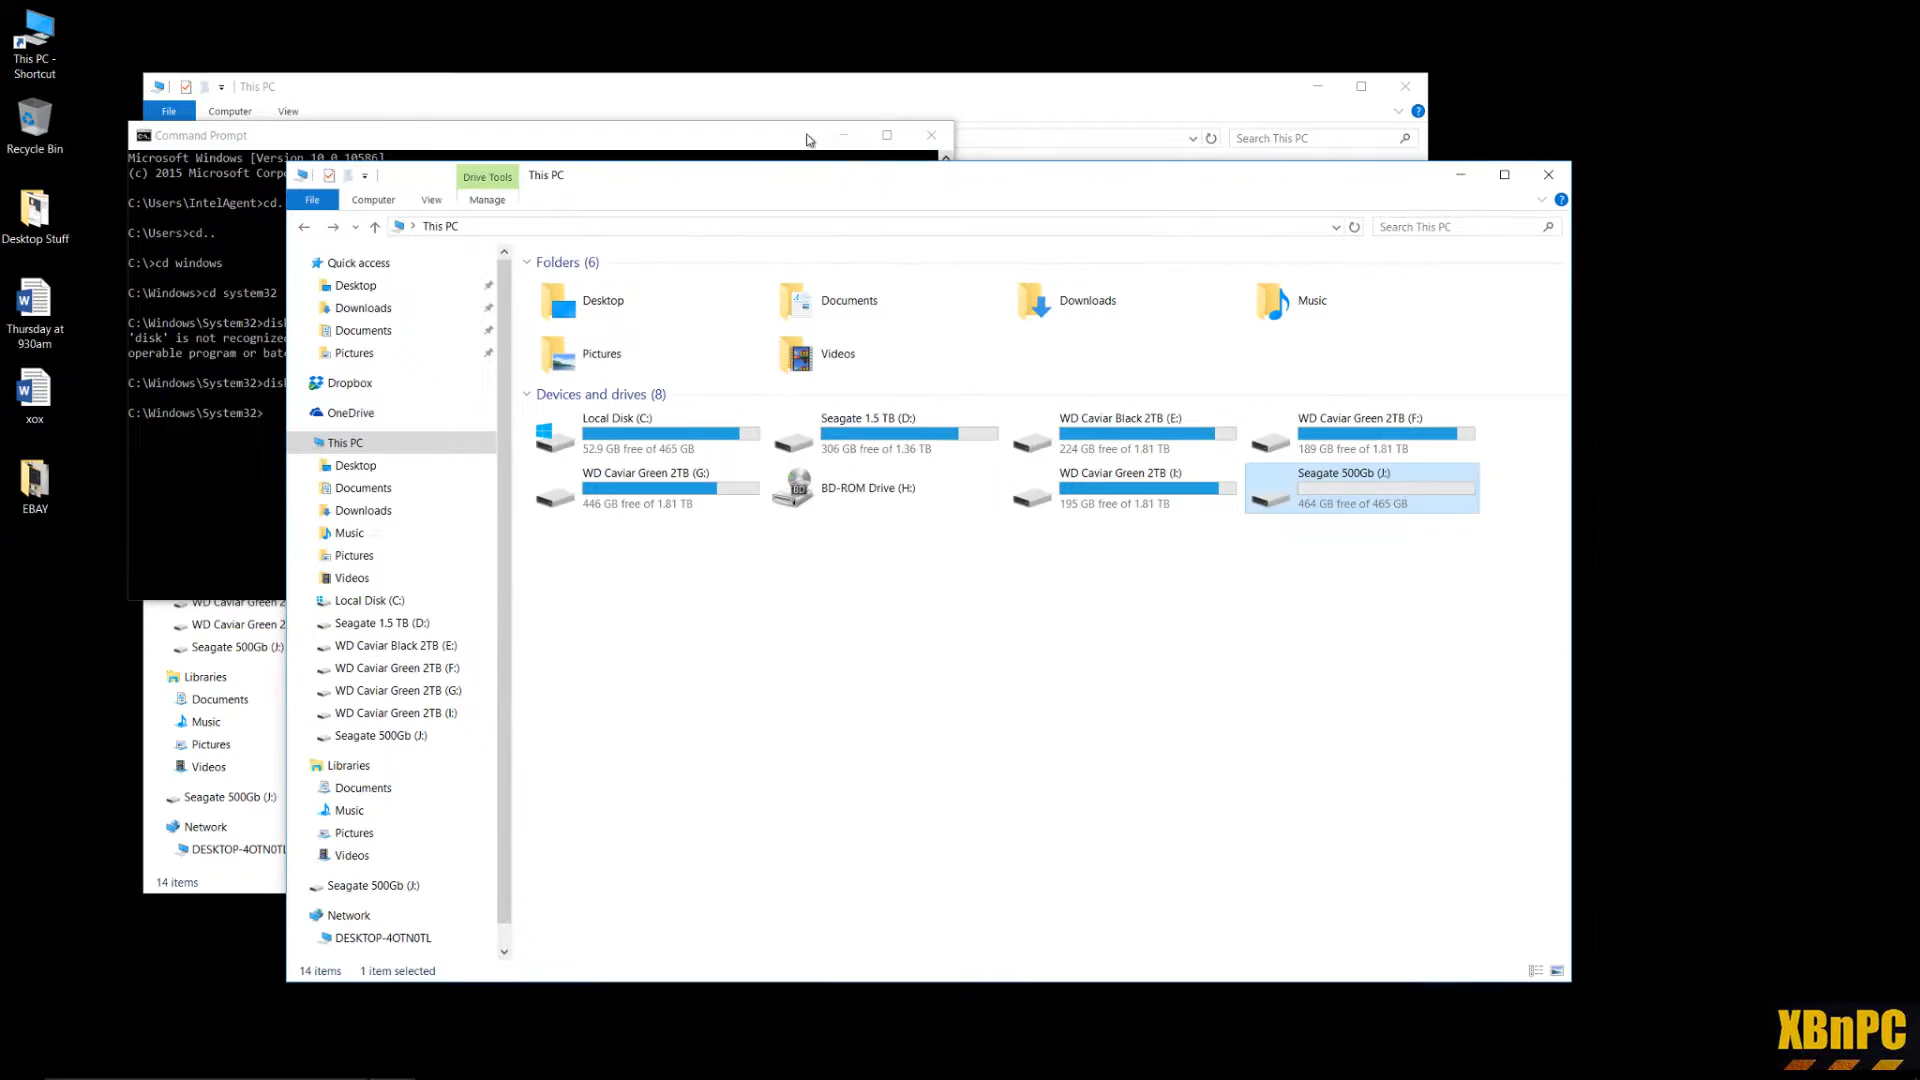 This PC -
Shortcut
Recycle Bin
Desktop Stuff
Thursday at
930am
xox
EBAY
This PC
File Computer View
Search This PC
Command Prompt
Microsoft Windows [Version 10.0.10586]
(c) 2015 Microsoft Corpo
C:\Users\IntelAgent>cd.
C:\Users>cd..
C:\>cd windows
C:\Windows>cd system32
C:\Windows\System32>disk
'disk' is not recognized
operable program or batc
C:\Windows\System32>disk
C:\Windows\System32>
WD Caviar Green 2
WD Caviar Green 2
Seagate 500Gb (J:)
Libraries
Documents
Music
Pictures
Videos
Seagate 500Gb (J:)
Network
DESKTOP-4OTN0TL
14 items
Drive Tools
This PC
File Computer View Manage
This PC
Search This PC
Quick access
Desktop
Downloads
Documents
Pictures
Dropbox
OneDrive
This PC
Desktop
Documents
Downloads
Music
Pictures
Videos
Local Disk (C:)
Seagate 1.5 TB (D:)
WD Caviar Black 2TB (E:)
WD Caviar Green 2TB (F:)
WD Caviar Green 2TB (G:)
WD Caviar Green 2TB (I:)
Seagate 500Gb (J:)
Libraries
Documents
Music
Pictures
Videos
Seagate 500Gb (J:)
Network
DESKTOP-4OTN0TL
Folders (6)
Desktop
Documents
Downloads
Music
Pictures
Videos
Devices and drives (8)
Local Disk (C:)
52.9 GB free of 465 GB
Seagate 1.5 TB (D:)
306 GB free of 1.36 TB
WD Caviar Black 2TB (E:)
224 GB free of 1.81 TB
WD Caviar Green 2TB (F:)
189 GB free of 1.81 TB
WD Caviar Green 2TB (G:)
446 GB free of 1.81 TB
BD-ROM Drive (H:)
WD Caviar Green 2TB (I:)
195 GB free of 1.81 TB
Seagate 500Gb (J:)
464 GB free of 465 GB
14 items 1 item selected
XBnPC